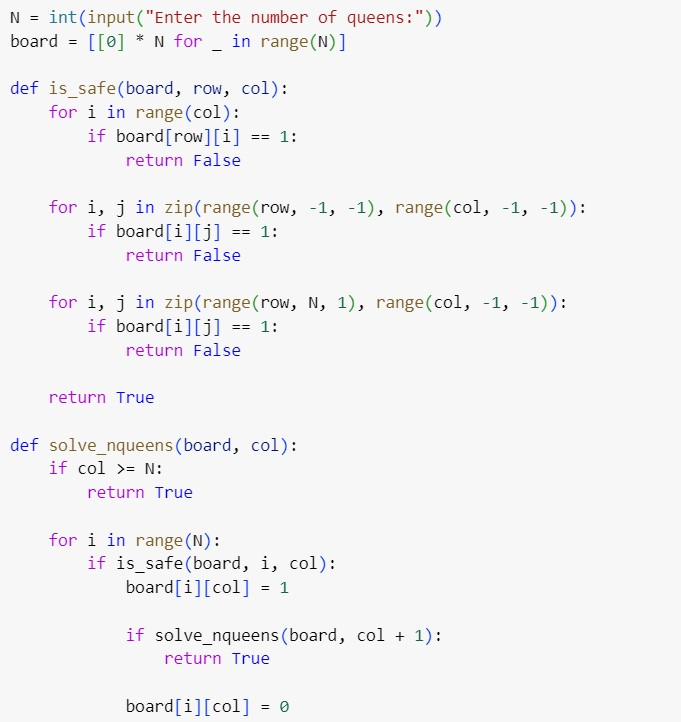 N = int(input("Enter the number of queens:"))
board = [[0] * N for _ in range(N)]

def is_safe(board, row, col):
    for i in range(col):
        if board[row][i] == 1:
            return False

    for i, j in zip(range(row, -1, -1), range(col, -1, -1)):
        if board[i][j] == 1:
            return False

    for i, j in zip(range(row, N, 1), range(col, -1, -1)):
        if board[i][j] == 1:
            return False

    return True

def solve_nqueens(board, col):
    if col >= N:
        return True

    for i in range(N):
        if is_safe(board, i, col):
            board[i][col] = 1

            if solve_nqueens(board, col + 1):
                return True

            board[i][col] = 0